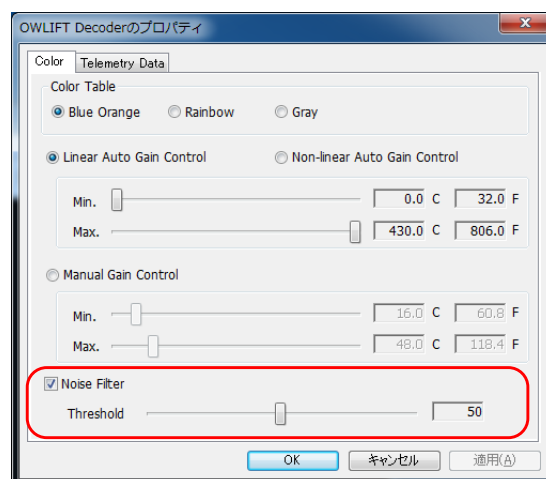 OWLIFT Decoderのプロパティ
Color Telemetry Data
Color Table
Blue Orange Rainbow Gray
Linear Auto Gain Control Non-linear Auto Gain Control
Min. 0.0 C 32.0 F
Max. 430.0 C 806.0 F
Manual Gain Control
Min. 16.0 C 60.8 F
Max. 48.0 C 118.4 F
Noise Filter
Threshold 50
OK キャンセル 適用(A)